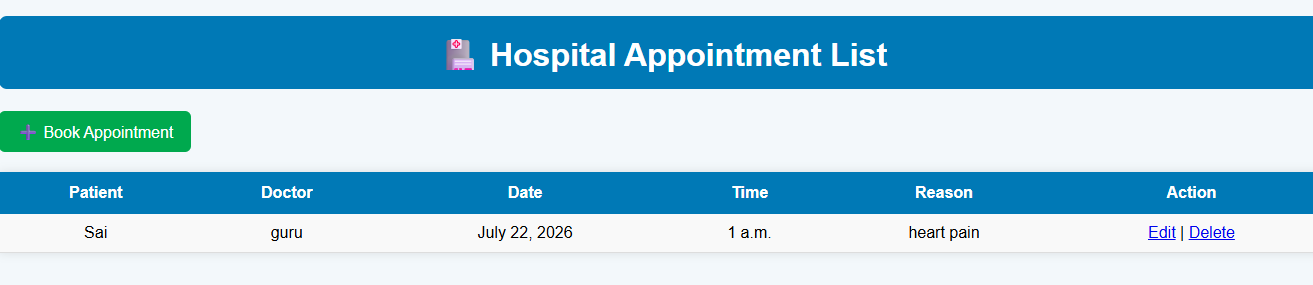 Hospital Appointment List
Book Appointment
Patient Doctor Date Time Reason Action
Sai guru July 22, 2026 1 a.m. heart pain Edit | Delete